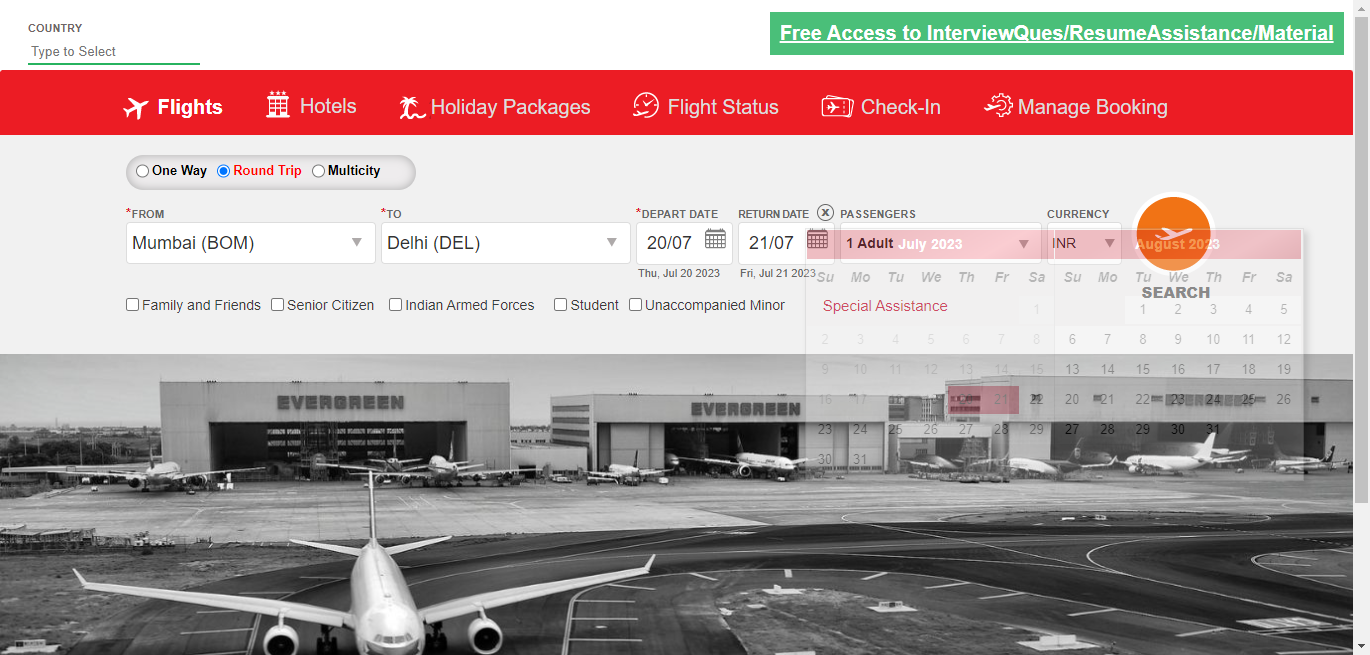 COUNTRY
Type to Select
Free Access to InterviewQues/ResumeAssistance/Material
Flights
Hotels
Holiday Packages
Flight Status
Check-In
Manage Booking
One Way
Round Trip
Multicity
*FROM
*TO
*DEPART DATE
RETURN DATE
X
PASSENGERS
CURRENCY
Mumbai (BOM)
Delhi (DEL)
20/07
21/07
1 Adult
INR
Thu, Jul 20 2023
Fri, Jul 21 2023
SEARCH
Family and Friends
Senior Citizen
Indian Armed Forces
Student
Unaccompanied Minor
Special Assistance
July 2023
Su Mo Tu We Th Fr Sa
1
2 3 4 5 6 7 8
9 10 11 12 13 14 15
16 17 21 22
23 24 25 26 27 28 29
30 31
August 2023
Su Mo Tu We Th Fr Sa
1 2 3 4 5
6 7 8 9 10 11 12
13 14 15 16 17 18 19
20 21 22 23 24 25 26
27 28 29 30 31
EVERGREEN
EVERGREEN
EVERGREEN